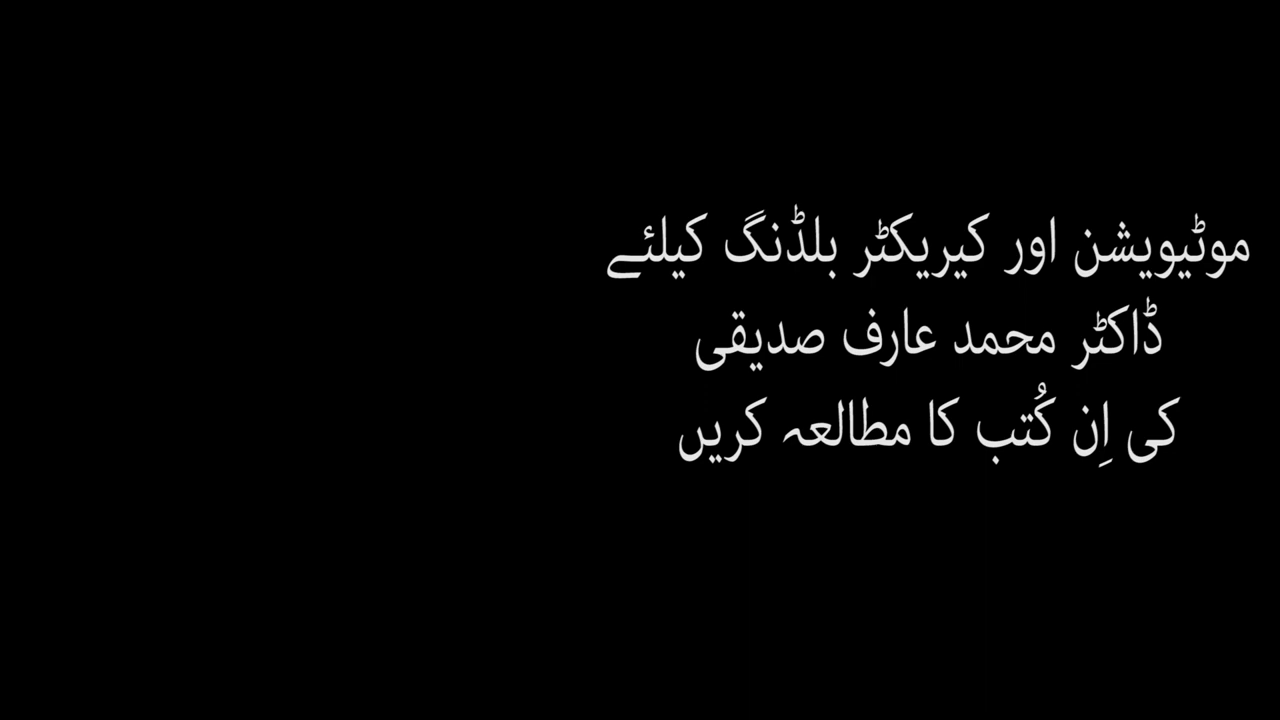 موٹیویشن اور کیریکٹر بلڈنگ کیلئے
ڈاکٹر محمد عارف صدیقی
کی اِن کُتب کا مطالعہ کریں